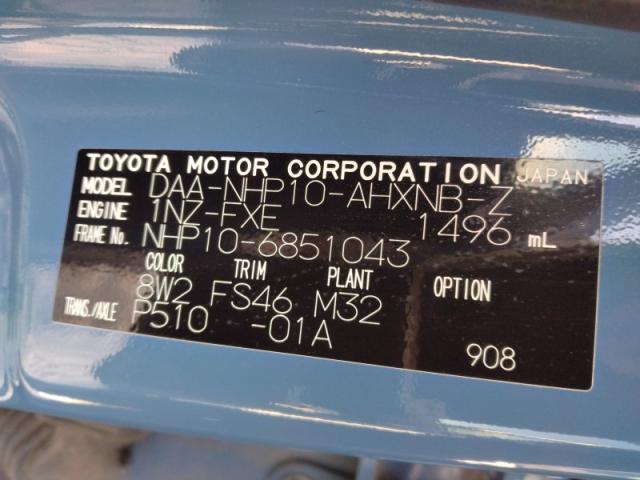 TOYOTA MOTOR CORPORATION JAPAN
MODEL DAA-NHP10-AHXNB-Z
ENGINE 1NZ-FXE 1496 mL
FRAME No. NHP10-6851043
COLOR TRIM PLANT OPTION
8W2 FS46 M32
TRANS./AXLE P510 -01A
908